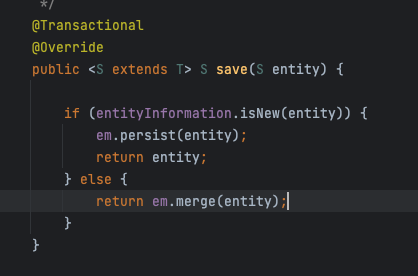 */
@Transactional
@Override
public <S extends T> S save(S entity) {
if (entityInformation.isNew(entity)) {
em.persist(entity);
return entity;
} else {
return em.merge(entity);
}
}